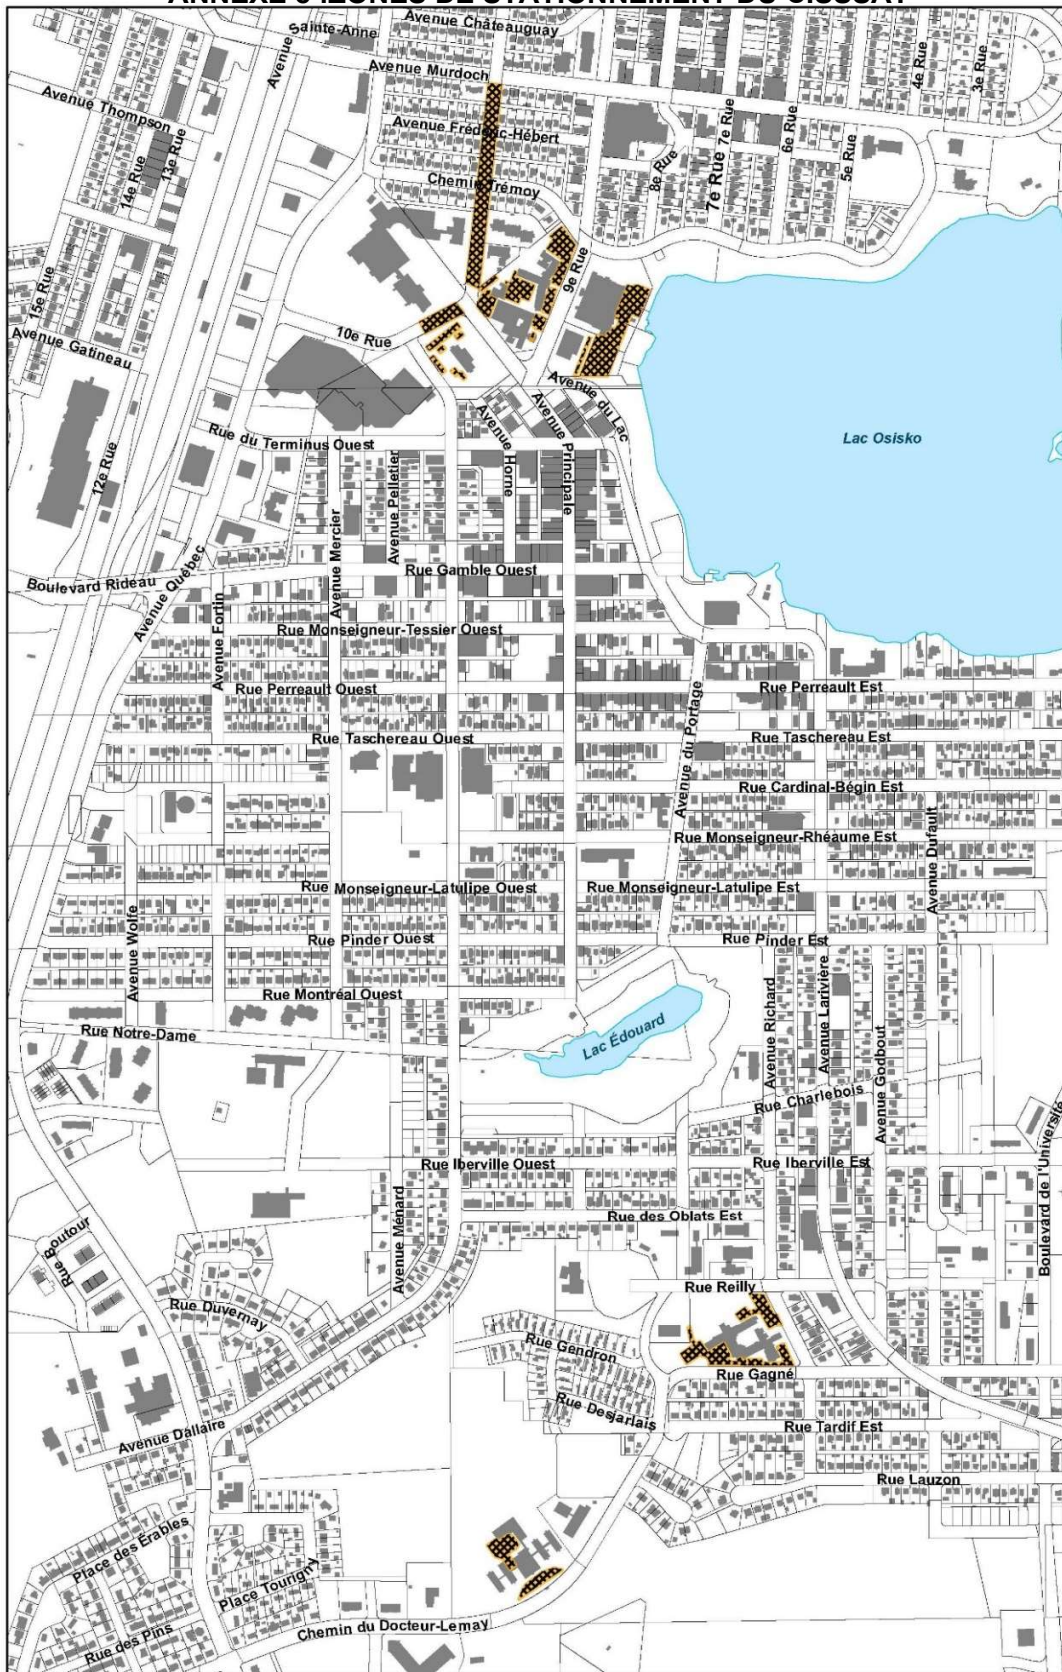 Avenue Châteauguay
Avenue Sainte-Anne
Avenue Murdoch
4e Rue
3e Rue
Avenue Thompson
Avenue Frédéric-Hébert
7e Rue
6e Rue
5e Rue
14e Rue
13e Rue
8e Rue
7e Rue
Chemin Trémoy
9e Rue
15e Rue
10e Rue
Avenue Gatineau
Avenue du Lac
Avenue Horne
Avenue Principale
Lac Osisko
Rue du Terminus Ouest
12e Rue
Avenue Pelletier
Avenue Mercier
Rue Gamble Ouest
Boulevard Rideau
Avenue Québec
Avenue Fortin
Rue Monseigneur-Tessier Ouest
Rue Perreault Ouest
Rue Perreault Est
Avenue du Portage
Rue Taschereau Ouest
Rue Taschereau Est
Rue Cardinal-Bégin Est
Rue Monseigneur-Rhéaume Est
Avenue Dufault
Rue Monseigneur-Latulipe Ouest
Rue Monseigneur-Latulipe Est
Avenue Wolfe
Rue Pinder Ouest
Rue Pinder Est
Rue Montréal Ouest
Avenue Richard
Avenue Larivière
Rue Notre-Dame
Lac Édouard
Avenue Godbout
Rue Charlebois
Rue Iberville Ouest
Rue Iberville Est
Boulevard de l'Université
Avenue Ménard
Rue des Oblats Est
Rue Boutour
Rue Reilly
Rue Duvernay
Rue Gendron
Rue Gagné
Rue Desjarlais
Rue Tardif Est
Avenue Dallaire
Rue Lauzon
Place des Érables
Place Tourigny
Rue des Pins
Chemin du Docteur-Lemay